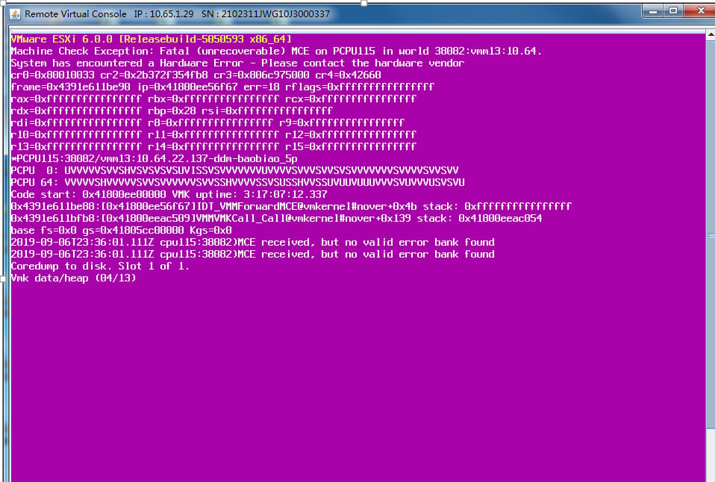 Remote Virtual Console   IP : 10.65.1.29   SN : 2102311JWG10J3000337
VMware ESXi 6.0.0 [Releasebuild-5050593 x86_64]
Machine Check Exception: Fatal (unrecoverable) MCE on PCPU115 in world 38082:vmm13:10.64.
System has encountered a Hardware Error - Please contact the hardware vendor
cr0=0x80010033 cr2=0x2b372f354fb8 cr3=0x806c975000 cr4=0x42660
frame=0x4391e611be90 ip=0x41800ee56f67 err=18 rflags=0xffffffffffffffff
rax=0xffffffffffffffff rbx=0xffffffffffffffff rcx=0xffffffffffffffff
rdx=0xffffffffffffffff rbp=0x28 rsi=0xffffffffffffffff
rdi=0xffffffffffffffff r8=0xffffffffffffffff r9=0xffffffffffffffff
r10=0xffffffffffffffff r11=0xffffffffffffffff r12=0xffffffffffffffff
r13=0xffffffffffffffff r14=0xffffffffffffffff r15=0xffffffffffffffff
*PCPU115:38082/vmm13:10.64.22.137-ddm-baobiao_5p
PCPU  0: UVVVVVSVVSHVSVSVSVSUVISSVSVVVVVVVUVVVVSVVVSVVSVSVVVVVVVSVVVVSVVSVV
PCPU 64: VVVVVSHVVVVVSVVSVVVVVVSVVSSHVVVVSSVSUSSHVVSSUVUUVUUUVVVSVUVVVUSVSVU
Code start: 0x41800ee00000 VMK uptime: 3:17:07:12.337
0x4391e611be88:[0x41800ee56f67]IDT_VMMForwardMCE@vmkernel#nover+0x4b stack: 0xffffffffffffffff
0x4391e611bfb8:[0x41800eeac589]VMMVMKCall_Call@vmkernel#nover+0x139 stack: 0x41800eeac054
base fs=0x0 gs=0x41805cc00000 Kgs=0x0
2019-09-06T23:36:01.111Z cpu115:38082)MCE received, but no valid error bank found
2019-09-06T23:36:01.111Z cpu115:38082)MCE received, but no valid error bank found
Coredump to disk. Slot 1 of 1.
Vmk data/heap (04/13)